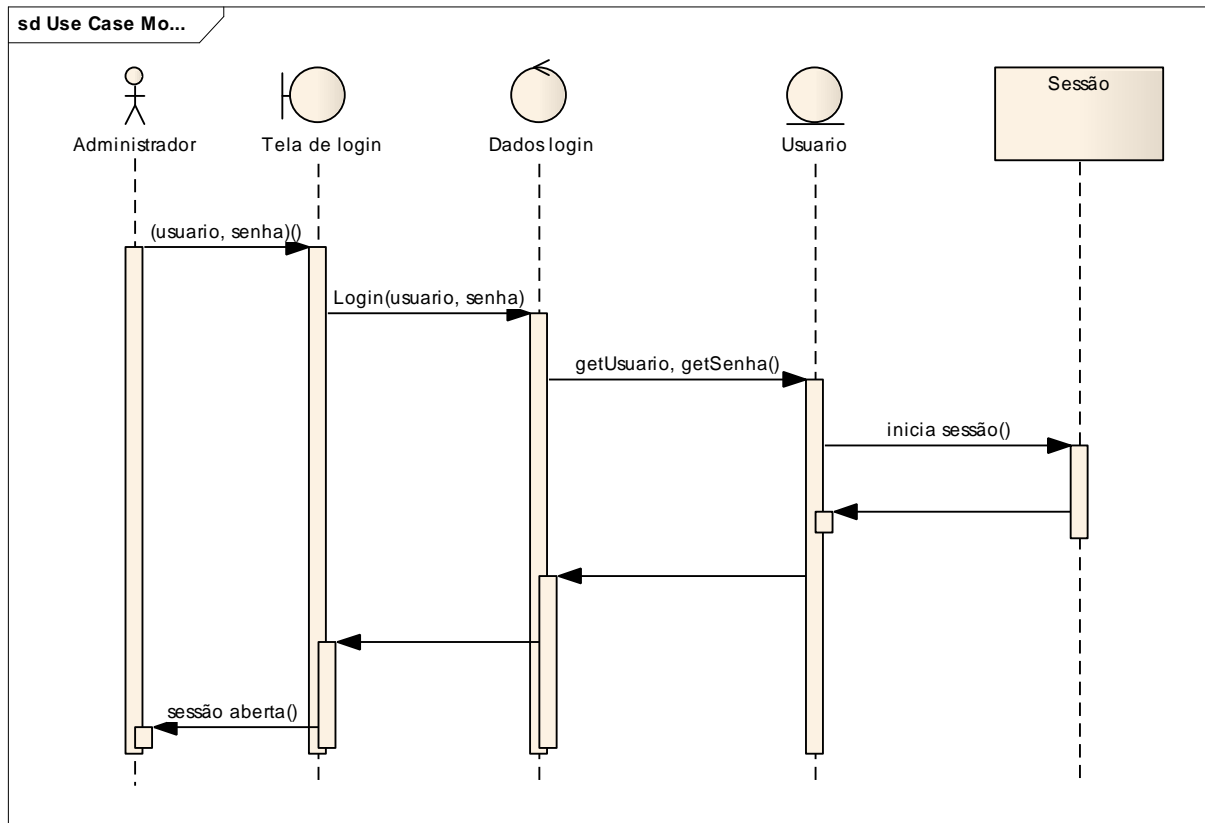 sd Use Case Mo...
Sessão
Administrador
Tela de login
Dados login
Usuario
(usuario, senha)()
Login(usuario, senha)
getUsuario, getSenha()
inicia sessão()
sessão aberta()